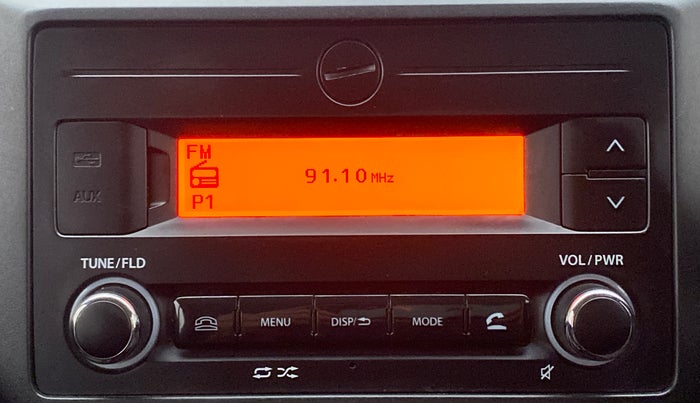 FM
91.10 MHz
P1
AUX
TUNE/FLD
VOL/PWR
MENU
DISP/
MODE